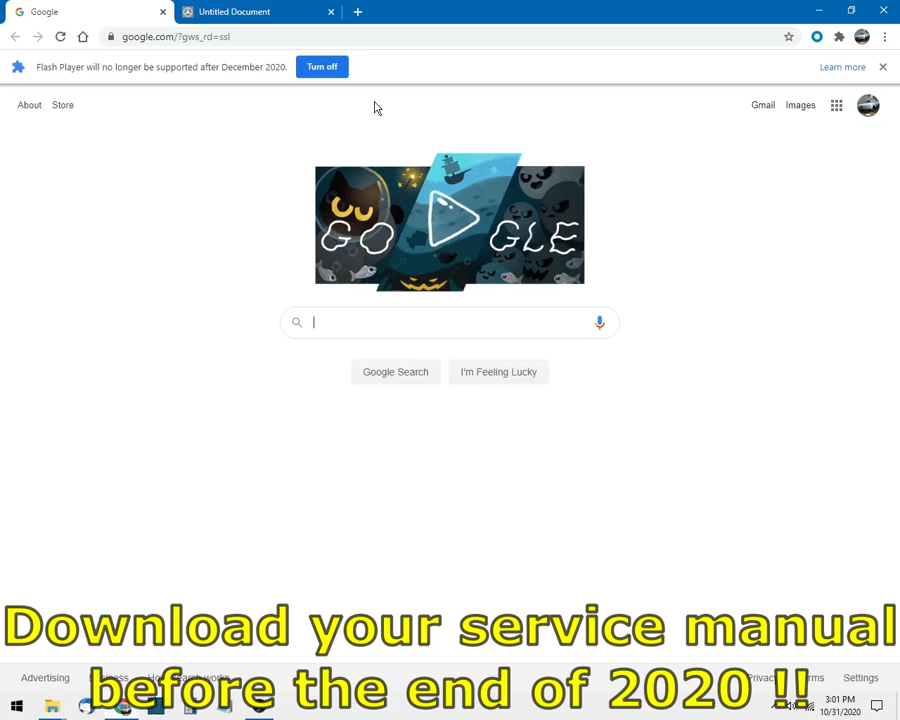 Google
Untitled Document
google.com/?gws_rd=ssl
Flash Player will no longer be supported after December 2020.
Turn off
Learn more
About
Store
Gmail
Images
GO GLE
Google Search
I'm Feeling Lucky
Download your service manual
before the end of 2020 !!
Advertising
Settings
3:01 PM
10/31/2020